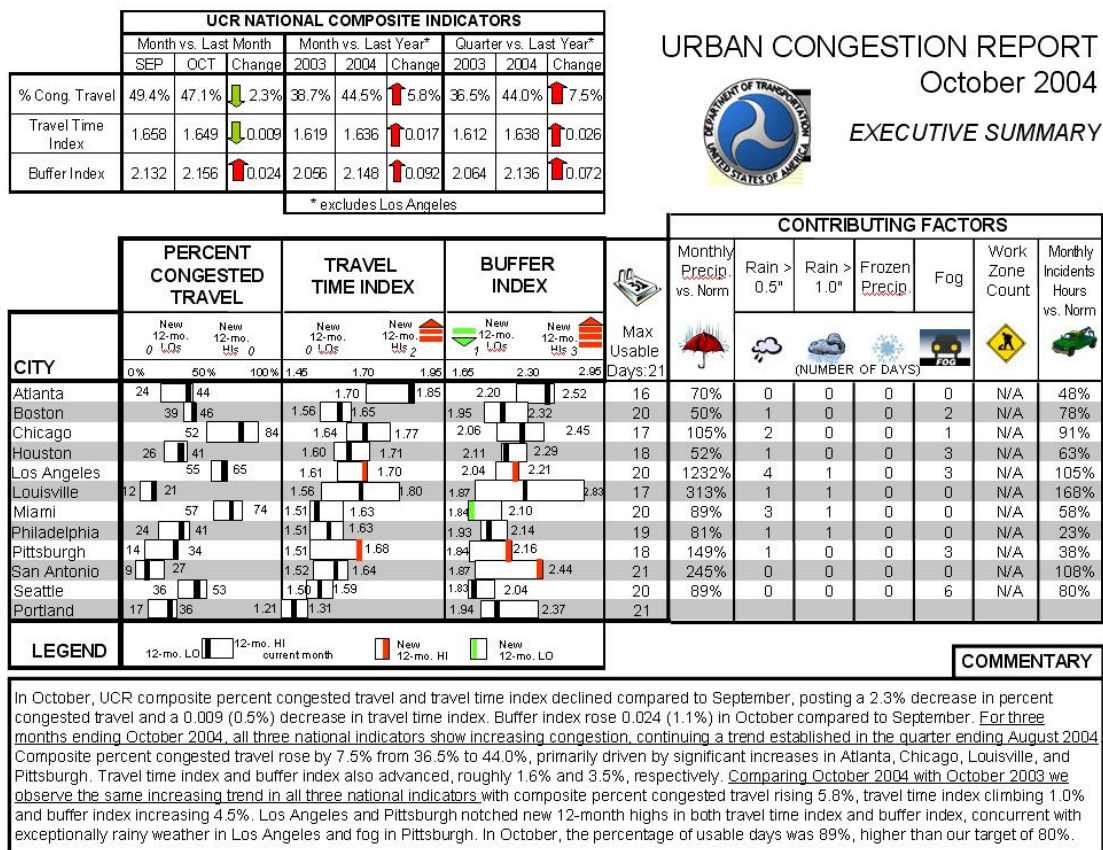 UCR NATIONAL COMPOSITE INDICATORS
Month vs. Last Month Month vs. Last Year* Quarter vs. Last Year*
SEP OCT Change 2003 2004 Change 2003 2004 Change
% Cong. Travel 49.4% 47.1% 2.3% 38.7% 44.5% 5.8% 36.5% 44.0% 7.5%
Travel Time
Index 1.658 1.649 0.009 1.619 1.636 0.017 1.612 1.638 0.026
Buffer Index 2.132 2.156 0.024 2.056 2.148 0.092 2.064 2.136 0.072
* excludes Los Angeles
URBAN CONGESTION REPORT
October 2004
EXECUTIVE SUMMARY
DEPARTMENT OF TRANSPORTATION
UNITED STATES OF AMERICA
CONTRIBUTING FACTORS
PERCENT
CONGESTED
TRAVEL
New
12-mo.
0 LOs
New
12-mo.
HIs 0
0% 50% 100%
TRAVEL
TIME INDEX
New
12-mo.
0 LOs
New
12-mo.
HIs 2
1.45 1.70 1.95
BUFFER
INDEX
New
12-mo.
1 LOs
New
12-mo.
HIs 3
1.65 2.30 2.95
Max
Usable
Days:21
Monthly
Precip.
vs. Norm
Rain >
0.5"
Rain >
1.0"
Frozen
Precip.
Fog
FOG
(NUMBER OF DAYS)
Work
Zone
Count
Monthly
Incidents
Hours
vs. Norm
CITY
Atlanta 24 44 1.70 1.85 2.20 2.52 16 70% 0 0 0 0 N/A 48%
Boston 39 46 1.56 1.65 1.95 2.32 20 50% 1 0 0 2 N/A 78%
Chicago 52 84 1.64 1.77 2.06 2.45 17 105% 2 0 0 1 N/A 91%
Houston 26 41 1.60 1.71 2.11 2.29 18 52% 1 0 0 3 N/A 63%
Los Angeles 55 65 1.61 1.70 2.04 2.21 20 1232% 4 1 0 3 N/A 105%
Louisville 12 21 1.56 1.80 1.87 2.83 17 313% 1 1 0 0 N/A 168%
Miami 57 74 1.51 1.63 1.84 2.10 20 89% 3 1 0 0 N/A 58%
Philadelphia 24 41 1.51 1.63 1.93 2.14 19 81% 1 1 0 0 N/A 23%
Pittsburgh 14 34 1.51 1.68 1.84 2.16 18 149% 1 0 0 3 N/A 38%
San Antonio 9 27 1.52 1.64 1.87 2.44 21 245% 0 0 0 0 N/A 108%
Seattle 36 53 1.50 1.59 1.83 2.04 20 89% 0 0 0 6 N/A 80%
Portland 17 36 1.21 1.31 1.94 2.37 21
LEGEND
12-mo. LO 12-mo. HI
current month
New
12-mo. HI
New
12-mo. LO
COMMENTARY
In October, UCR composite percent congested travel and travel time index declined compared to September, posting a 2.3% decrease in percent
congested travel and a 0.009 (0.5%) decrease in travel time index. Buffer index rose 0.024 (1.1%) in October compared to September. For three
months ending October 2004, all three national indicators show increasing congestion, continuing a trend established in the quarter ending August 2004
Composite percent congested travel rose by 7.5% from 36.5% to 44.0%, primarily driven by significant increases in Atlanta, Chicago, Louisville, and
Pittsburgh. Travel time index and buffer index also advanced, roughly 1.6% and 3.5%, respectively. Comparing October 2004 with October 2003 we
observe the same increasing trend in all three national indicators with composite percent congested travel rising 5.8%, travel time index climbing 1.0%
and buffer index increasing 4.5%. Los Angeles and Pittsburgh notched new 12-month highs in both travel time index and buffer index, concurrent with
exceptionally rainy weather in Los Angeles and fog in Pittsburgh. In October, the percentage of usable days was 89%, higher than our target of 80%.